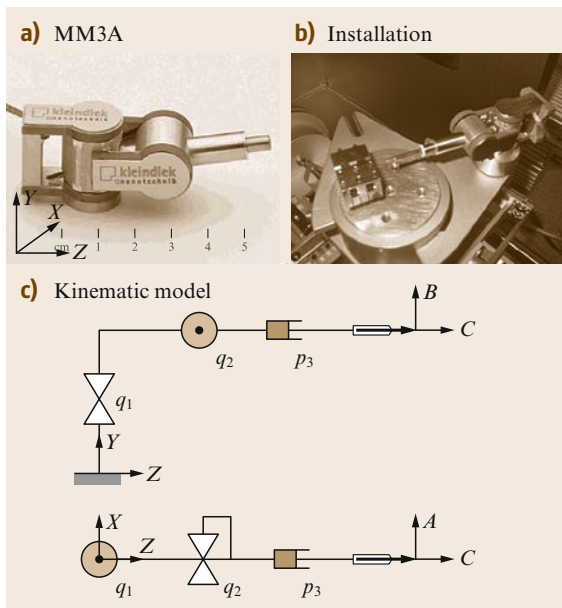 a) MM3A
b) Installation
kleindiek
nanotechnik
kleindiek
nanotechnik
Y
X
Z
cm 1 2 3 4 5
c) Kinematic model
B
C
q2
p3
q1
Y
Z
X
Z
A
C
q1
q2
p3